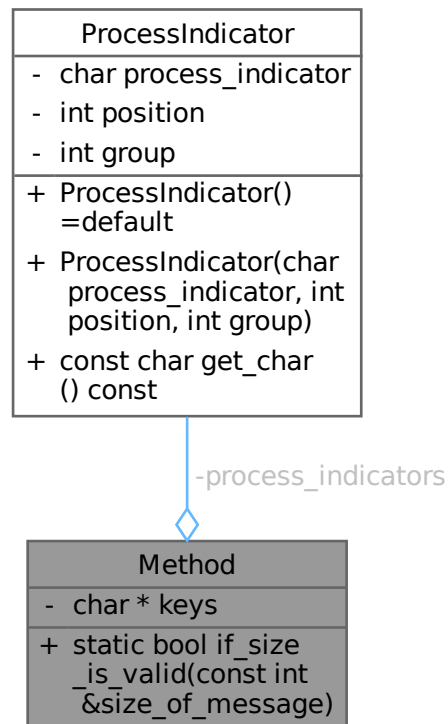 ProcessIndicator
- char process_indicator
- int position
- int group
+ ProcessIndicator()
=default
+ ProcessIndicator(char
process_indicator, int
position, int group)
+ const char get_char
() const
-process_indicators
Method
- char * keys
+ static bool if_size
_is_valid(const int
&size_of_message)